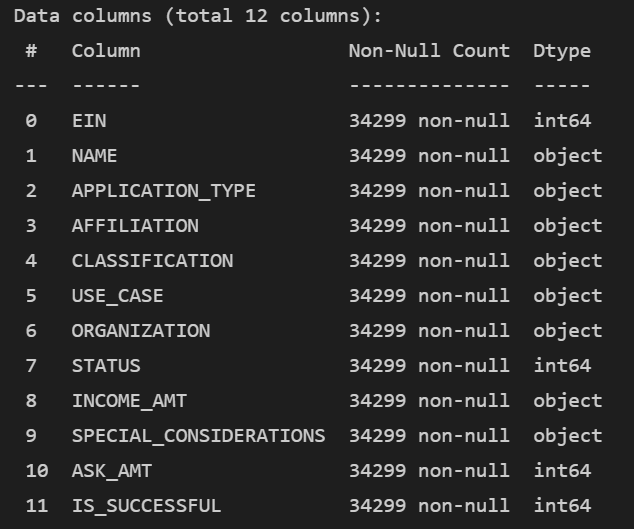 Data columns (total 12 columns):
 #   Column                  Non-Null Count  Dtype
---  ------                  --------------  -----
 0   EIN                     34299 non-null  int64
 1   NAME                    34299 non-null  object
 2   APPLICATION_TYPE        34299 non-null  object
 3   AFFILIATION             34299 non-null  object
 4   CLASSIFICATION          34299 non-null  object
 5   USE_CASE                34299 non-null  object
 6   ORGANIZATION            34299 non-null  object
 7   STATUS                  34299 non-null  int64
 8   INCOME_AMT              34299 non-null  object
 9   SPECIAL_CONSIDERATIONS  34299 non-null  object
 10  ASK_AMT                 34299 non-null  int64
 11  IS_SUCCESSFUL           34299 non-null  int64